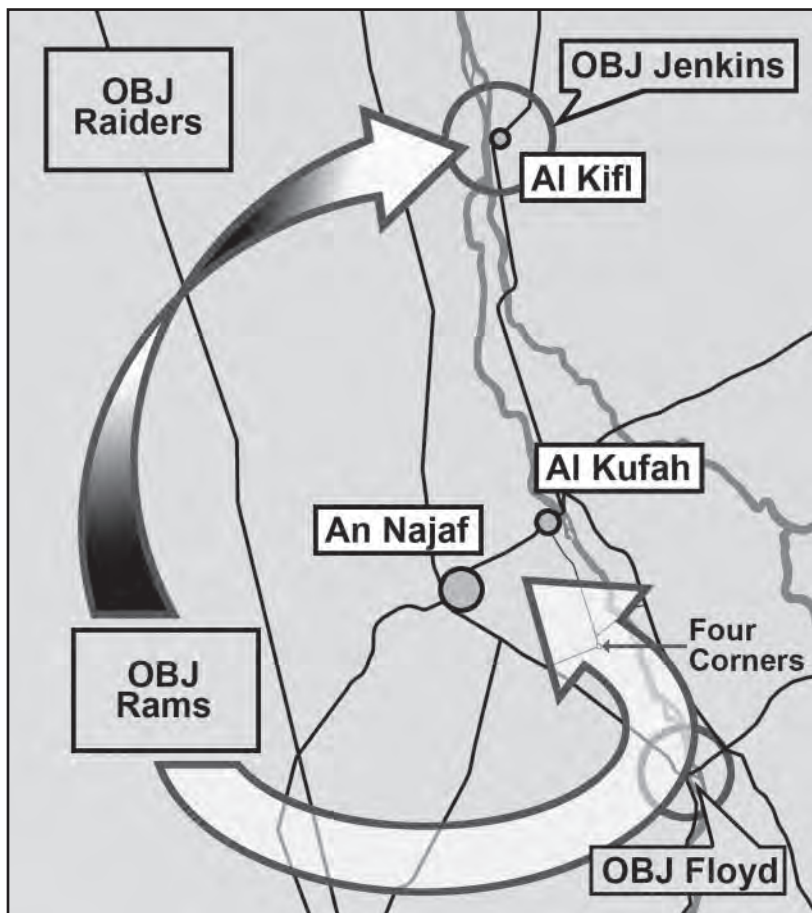 OBJ
Raiders
OBJ Jenkins
Al Kifl
Al Kufah
An Najaf
Four
Corners
OBJ
Rams
OBJ Floyd